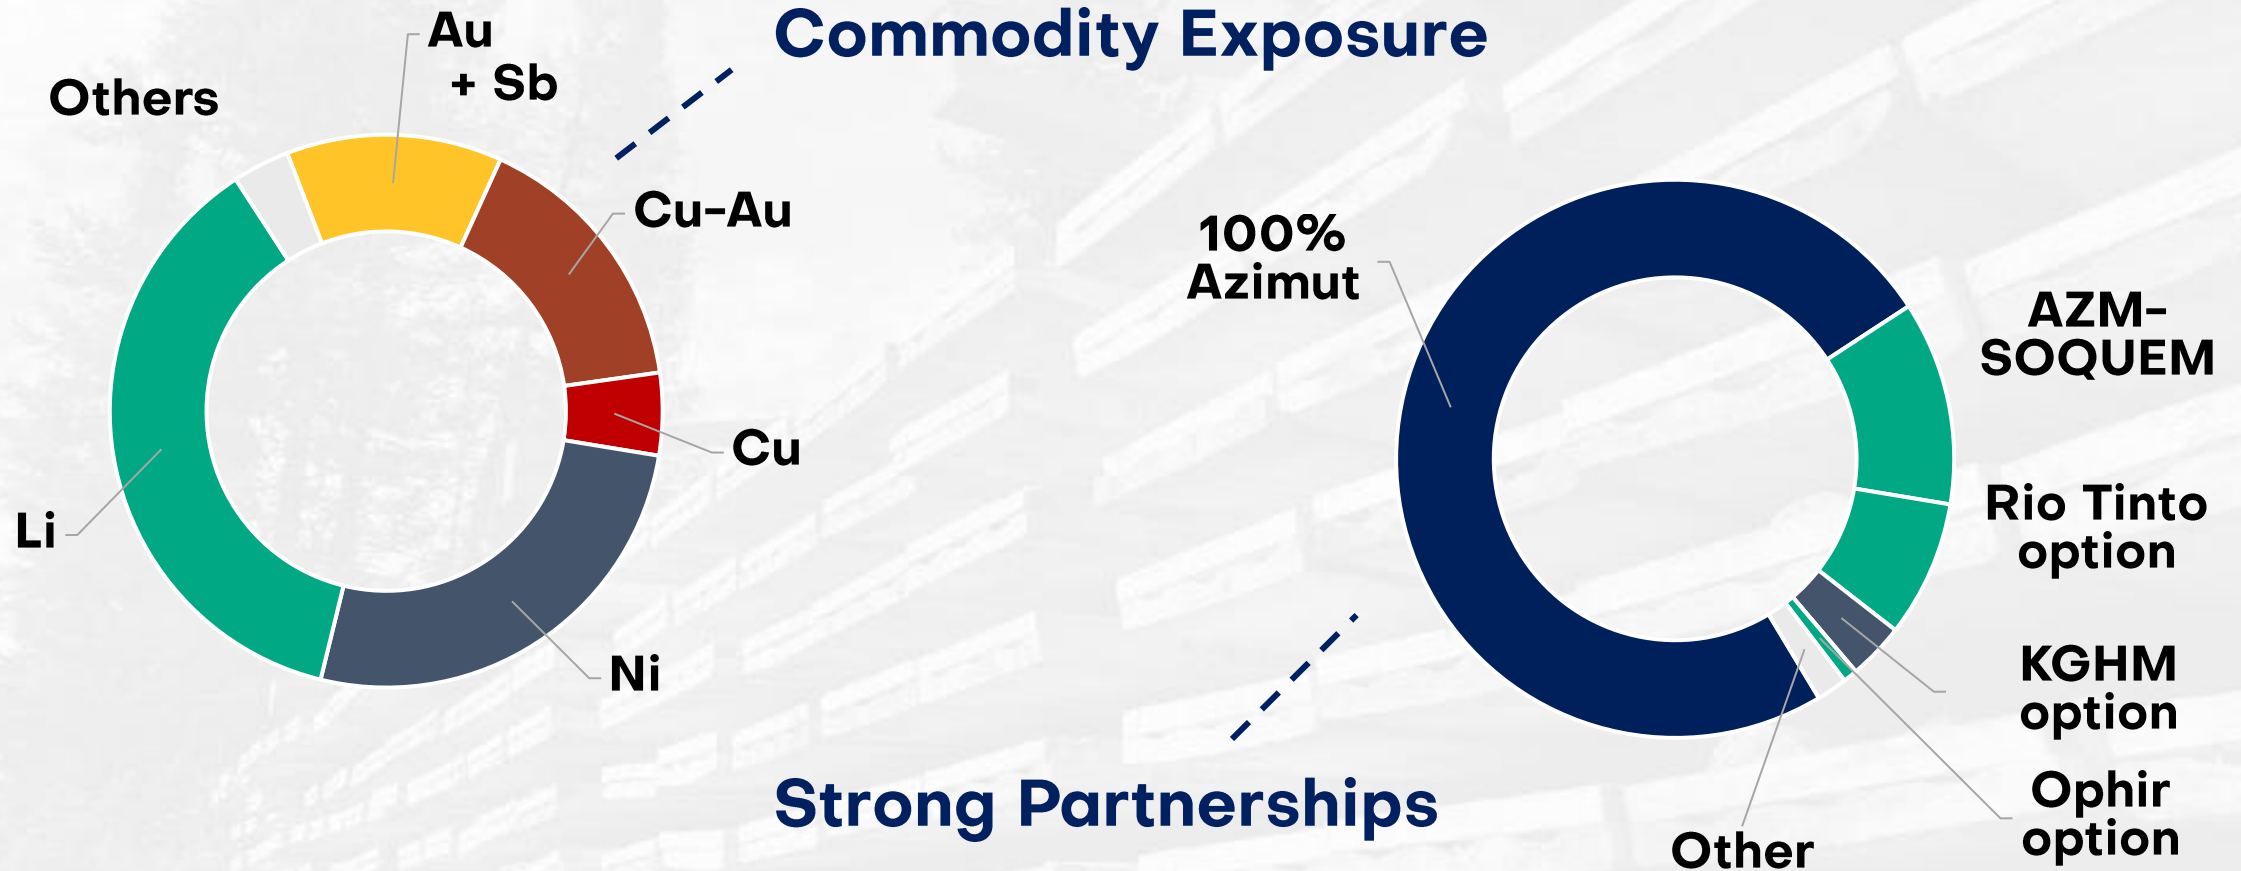 Commodity Exposure
Au
+ Sb
Others
Cu-Au
Cu
Li
Ni
100%
Azimut
AZM-
SOQUEM
Rio Tinto
option
KGHM
option
Ophir
option
Other
Strong Partnerships